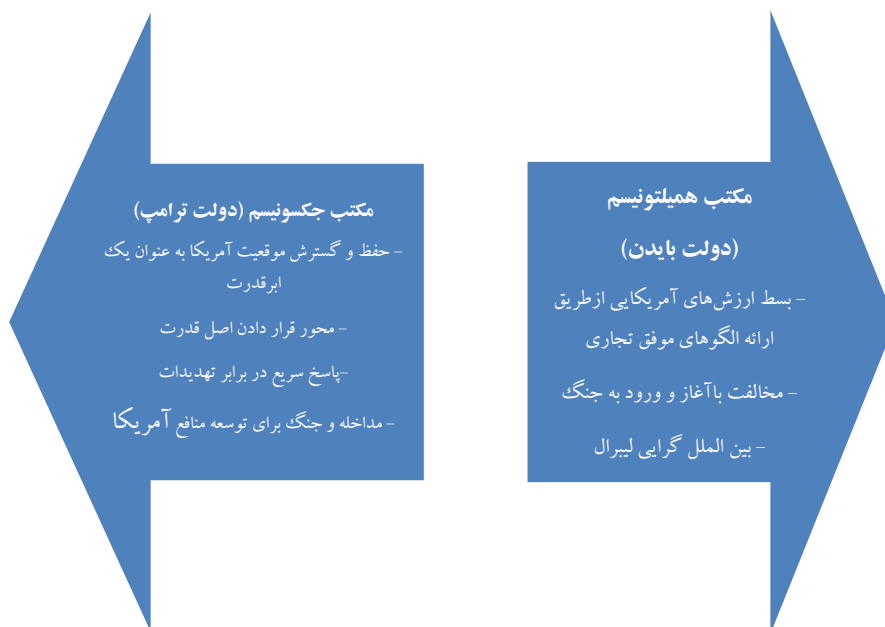 مکتب همیلتونیسم
(دولت بایدن)
- بسط ارزش‌های آمریکایی ازطریق
ارائه الگوهای موفق تجاری
- مخالفت باآغاز و ورود به جنگ
- بین الملل گرایی لیبرال
مکتب جکسونیسم (دولت ترامپ)
- حفظ و گسترش موقعیت آمریکا به عنوان یک
ابرقدرت
- محور قرار دادن اصل قدرت
-پاسخ سریع در برابر تهدیدات
- مداخله و جنگ برای توسعه منافع آمریکا